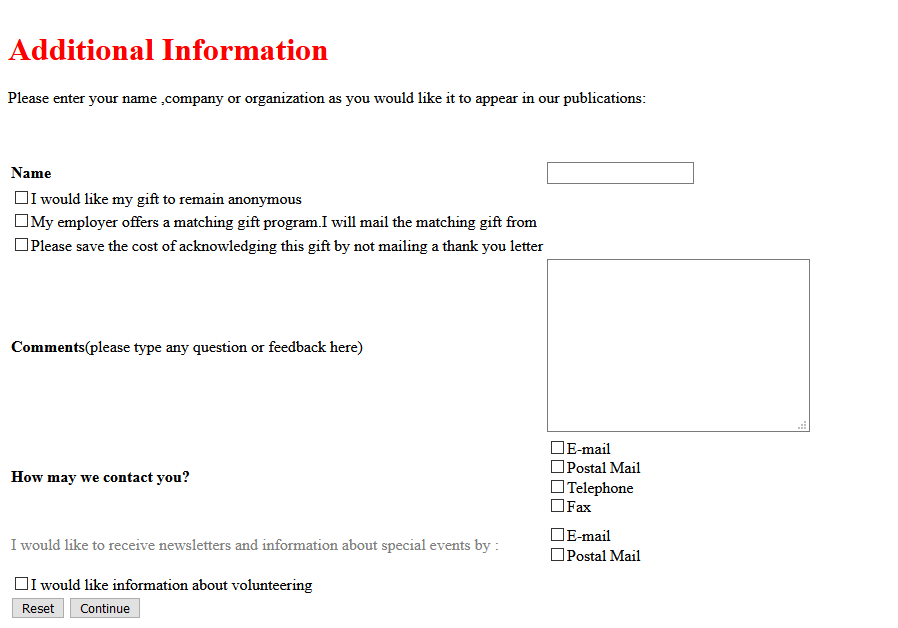 Additional Information
Please enter your name ,company or organization as you would like it to appear in our publications:
Name
I would like my gift to remain anonymous
My employer offers a matching gift program.I will mail the matching gift from
Please save the cost of acknowledging this gift by not mailing a thank you letter
Comments(please type any question or feedback here)
How may we contact you?
E-mail
Postal Mail
Telephone
Fax
I would like to receive newsletters and information about special events by :
E-mail
Postal Mail
I would like information about volunteering
Reset Continue